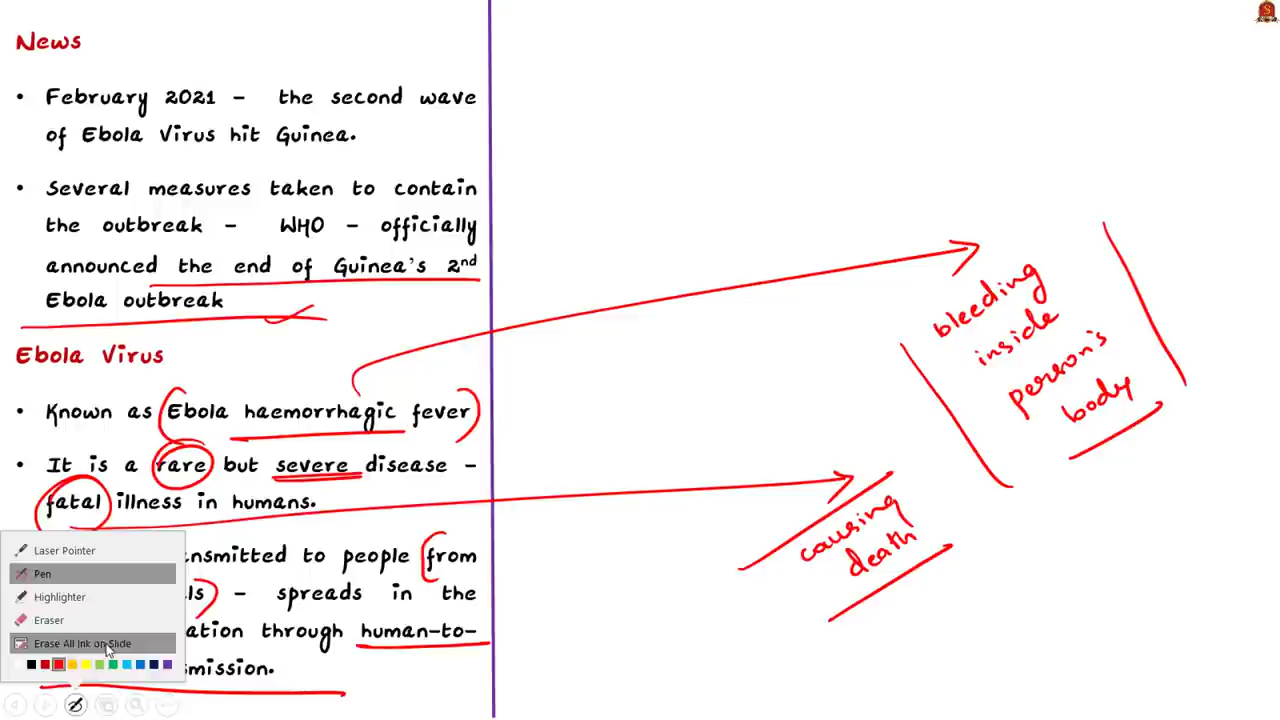 News
• February 2021 – the second wave
of Ebola Virus hit Guinea.
• Several measures taken to contain
the outbreak – WHO – officially
announced the end of Guinea's 2nd
Ebola outbreak
Ebola Virus
• Known as Ebola haemorrhagic fever
• It is a rare but severe disease –
fatal illness in humans.
nsmitted to people from
ls – spreads in the
ation through human-to-
smission.
bleeding
inside
person's
body
causing
death
Laser Pointer
Pen
Highlighter
Eraser
Erase All Ink on Slide